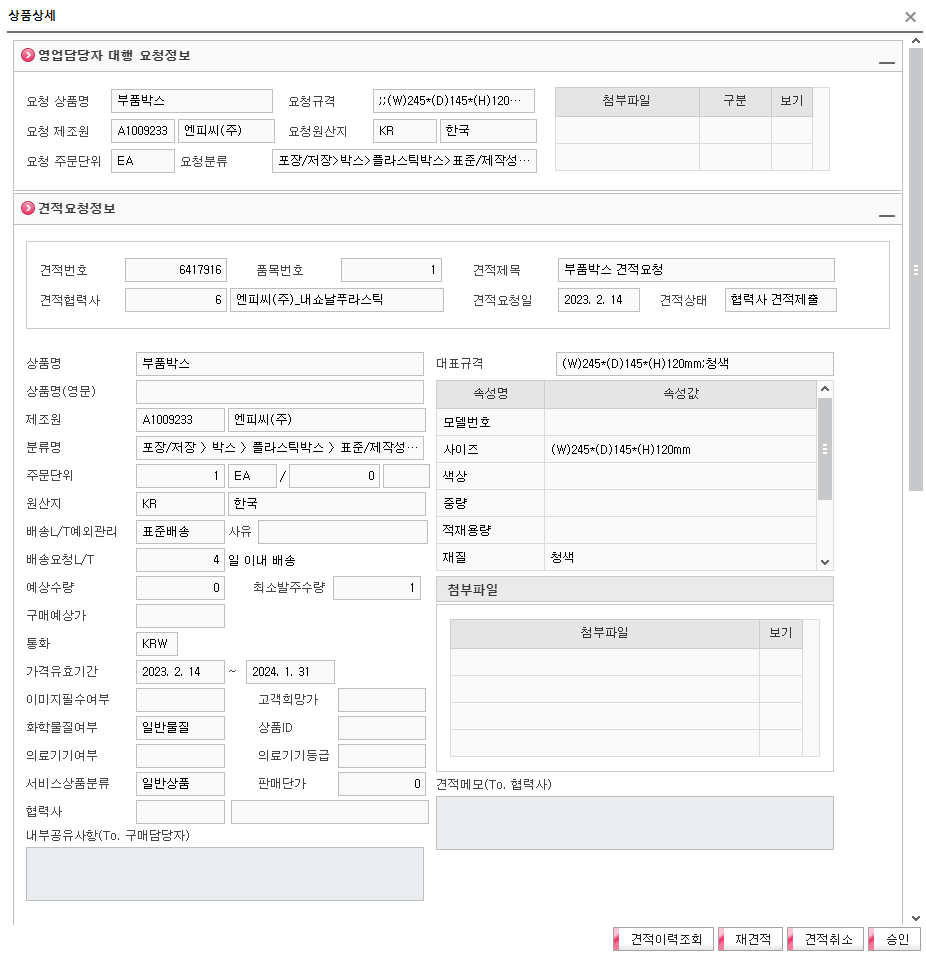 상품상세
영업담당자 대행 요청정보
요청 상품명 부품박스 요청규격 ;;(W)245*(D)145*(H)120… 첨부파일 구분 보기
요청 제조원 A1009233 엔피씨(주) 요청원산지 KR 한국
요청 주문단위 EA 요청분류 포장/저장>박스>플라스틱박스>표준/제작성…
견적요청정보
견적번호 6417916 품목번호 1 견적제목 부품박스 견적요청
견적협력사 6 엔피씨(주)_내쇼날푸라스틱 견적요청일 2023. 2. 14 견적상태 협력사 견적제출
상품명 부품박스 대표규격 (W)245*(D)145*(H)120mm;청색
상품명(영문) 속성명 속성값
제조원 A1009233 엔피씨(주) 모델번호
분류명 포장/저장 > 박스 > 플라스틱박스 > 표준/제작성… 사이즈 (W)245*(D)145*(H)120mm
주문단위 1 EA / 0 색상
원산지 KR 한국 중량
배송L/T예외관리 표준배송 사유 적재용량
배송요청L/T 4 일 이내 배송 재질 청색
예상수량 0 최소발주수량 1 첨부파일
구매예상가
통화 KRW 첨부파일 보기
가격유효기간 2023. 2. 14 ~ 2024. 1. 31
이미지필수여부 고객희망가
화학물질여부 일반물질 상품ID
의료기기여부 의료기기등급
서비스상품분류 일반상품 판매단가 0 견적메모(To. 협력사)
협력사
내부공유사항(To. 구매담당자)
견적이력조회 재견적 견적취소 승인